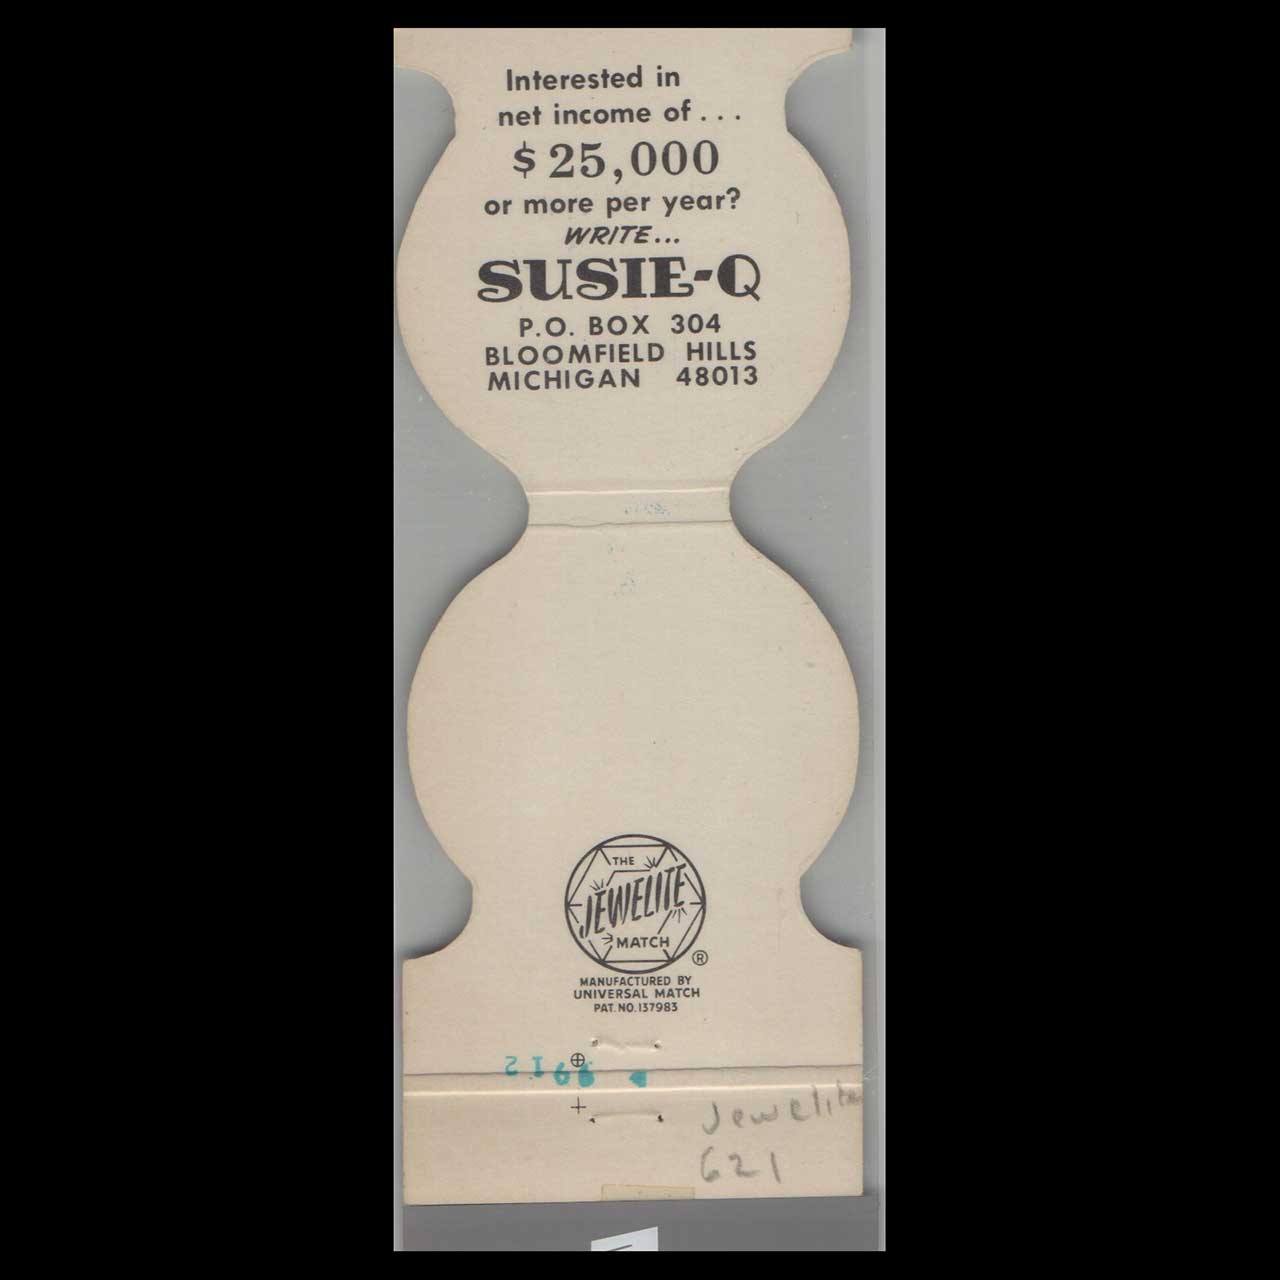 Interested in
net income of...
$25,000
or more per year?
WRITE...
SUSIE-Q
P.O. BOX 304
BLOOMFIELD HILLS
MICHIGAN 48013
THE
JEWELITE
MATCH
®
MANUFACTURED BY
UNIVERSAL MATCH
PAT. NO. 137983
Jewelite
621